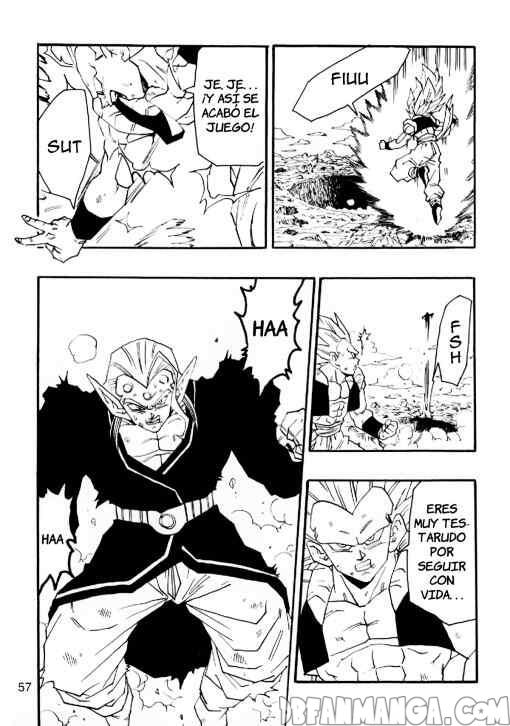 FIUU
JE, JE...
¡Y ASÍ SE
ACABÓ EL
JUEGO!
SUT
HAA
HAA
FSH
ERES
MUY TES-
TARUDO
POR
SEGUIR
CON
VIDA...
57
DBFANMANGA.COM